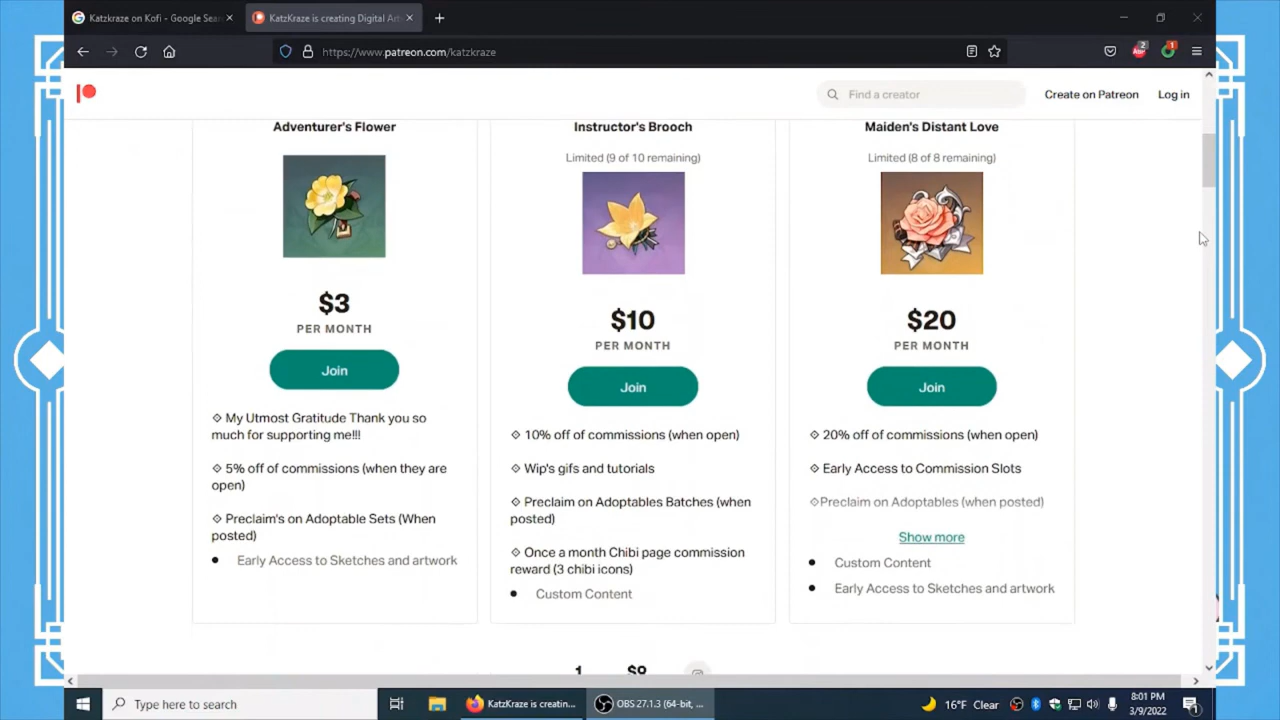 Katzkraze on Kofi - Google Sear
KatzKraze is creating Digital Art
https://www.patreon.com/katzkraze
2
1
Find a creator
Create on Patreon
Log in
Adventurer's Flower
$3
PER MONTH
Join
◇ My Utmost Gratitude Thank you so
much for supporting me!!!
◇ 5% off of commissions (when they are
open)
◇ Preclaim's on Adoptable Sets (When
posted)
• Early Access to Sketches and artwork
Instructor's Brooch
Limited (9 of 10 remaining)
$10
PER MONTH
Join
◇ 10% off of commissions (when open)
◇ Wip's gifs and tutorials
◇ Preclaim on Adoptables Batches (when
posted)
◇ Once a month Chibi page commission
reward (3 chibi icons)
• Custom Content
Maiden's Distant Love
Limited (8 of 8 remaining)
$20
PER MONTH
Join
◇ 20% off of commissions (when open)
◇ Early Access to Commission Slots
◇Preclaim on Adoptables (when posted)
Show more
• Custom Content
• Early Access to Sketches and artwork
1 $9
Type here to search
KatzKraze is creatin...
OBS 27.1.3 (64-bit, ...
16°F Clear
8:01 PM
3/9/2022
1